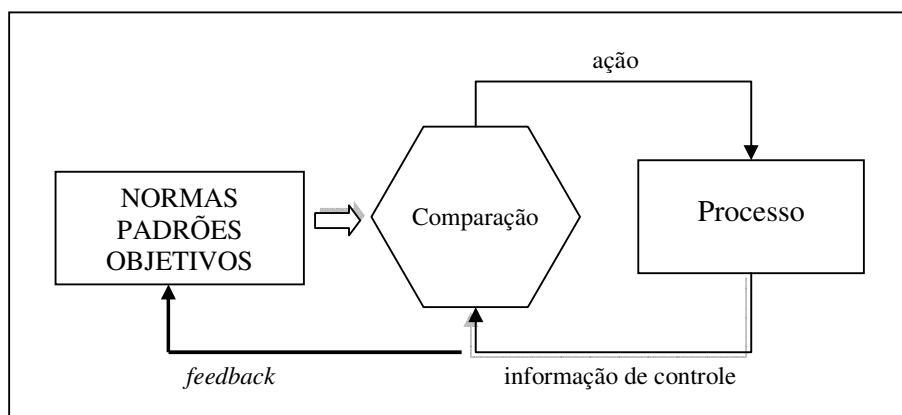 ação
NORMAS
PADRÕES
OBJETIVOS
Comparação
Processo
feedback
informação de controle